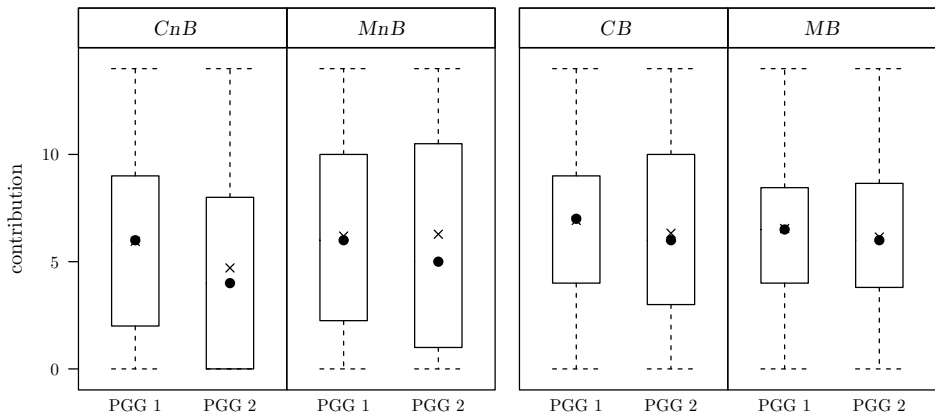 CnB MnB CB MB
contribution
10
5
0
PGG 1 PGG 2 PGG 1 PGG 2 PGG 1 PGG 2 PGG 1 PGG 2